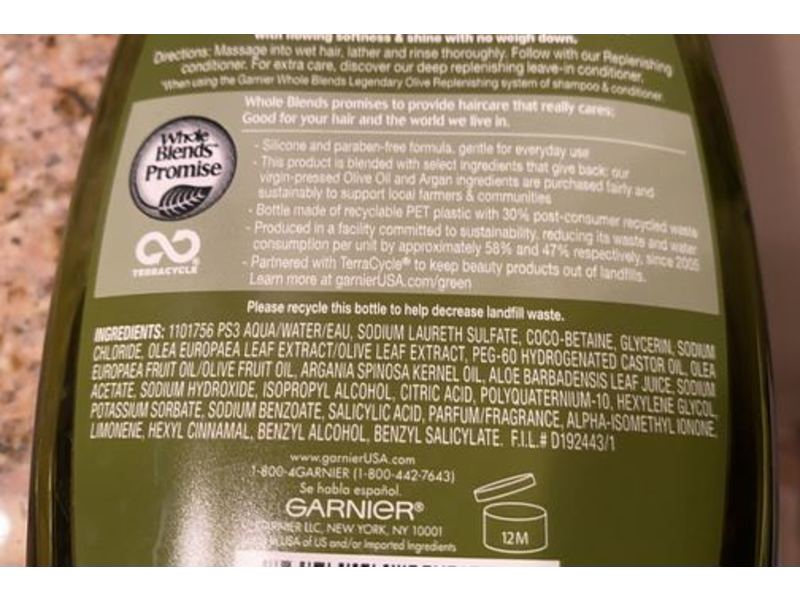 with flowing softness & shine with no weigh down.
Directions: Massage into wet hair, lather and rinse thoroughly. Follow with our Replenishing
conditioner. For extra care, discover our deep replenishing leave-in conditioner.
*When using the Garnier Whole Blends Legendary Olive Replenishing system of shampoo & conditioner.
Whole Blends promises to provide haircare that really cares:
Good for your hair and the world we live in.
Whole
Blends™
Promise
- Silicone and paraben-free formula, gentle for everyday use
- This product is blended with select ingredients that give back: our
virgin-pressed Olive Oil and Argan ingredients are purchased fairly and
sustainably to support local farmers & communities
- Bottle made of recyclable PET plastic with 30% post-consumer recycled waste
- Produced in a facility committed to sustainability, reducing its waste and water
consumption per unit by approximately 58% and 47% respectively, since 2005
- Partnered with TerraCycle® to keep beauty products out of landfills.
Learn more at garnierUSA.com/green
TERRACYCLE®
Please recycle this bottle to help decrease landfill waste.
INGREDIENTS: 1101756 PS3 AQUA/WATER/EAU, SODIUM LAURETH SULFATE, COCO-BETAINE, GLYCERIN, SODIUM
CHLORIDE, OLEA EUROPAEA LEAF EXTRACT/OLIVE LEAF EXTRACT, PEG-60 HYDROGENATED CASTOR OIL, OLEA
EUROPAEA FRUIT OIL/OLIVE FRUIT OIL, ARGANIA SPINOSA KERNEL OIL, ALOE BARBADENSIS LEAF JUICE, SODIUM
ACETATE, SODIUM HYDROXIDE, ISOPROPYL ALCOHOL, CITRIC ACID, POLYQUATERNIUM-10, HEXYLENE GLYCOL,
POTASSIUM SORBATE, SODIUM BENZOATE, SALICYLIC ACID, PARFUM/FRAGRANCE, ALPHA-ISOMETHYL IONONE,
LIMONENE, HEXYL CINNAMAL, BENZYL ALCOHOL, BENZYL SALICYLATE. F.I.L.# D192443/1
www.garnierUSA.com
1-800-4GARNIER (1-800-442-7643)
Se habla español.
GARNIER®
GARNIER LLC, NEW YORK, NY 10001
in USA of US and/or Imported Ingredients
12M